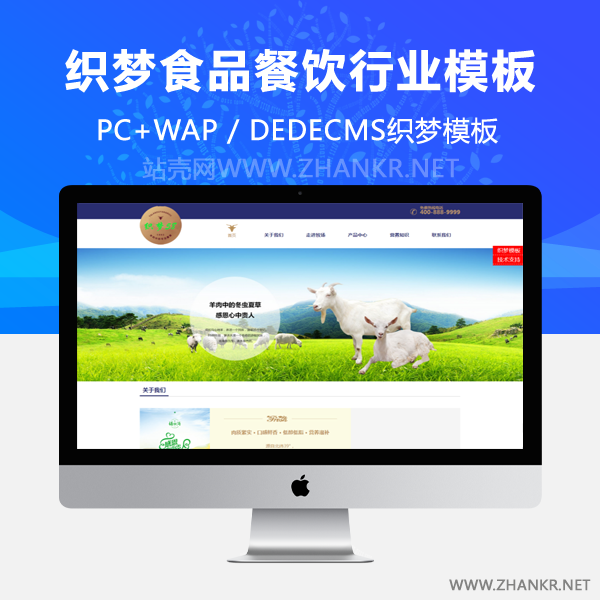 织梦食品餐饮行业模板
PC+WAP / DEDECMS织梦模板
站壳网WWW.ZHANKR.NET
400-888-9999
首页 关于我们 走进牧场 产品中心 营养知识 联系我们
织梦模板
技术支持
羊肉中的冬虫夏草
感恩心中贵人
关于我们
WWW.ZHANKR.NET